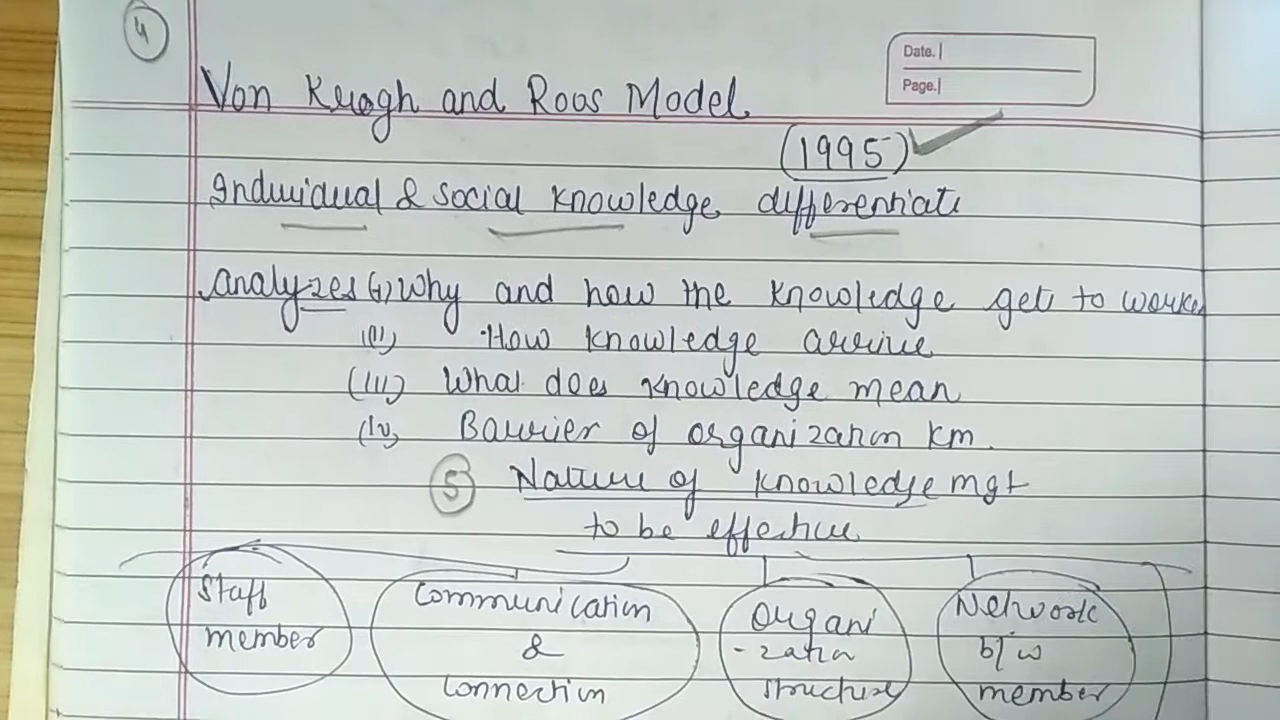 4
Date.
Page.
Von Krogh and Roos Model
(1995)
Individual & social knowledge differentiate
Analyzes (i) Why and how the knowledge gets to worke
(ii) How knowledge arrive
(iii) What does knowledge mean
(iv) Barrier of organization km.
5 Nature of knowledge mgt
to be effective
Staff
member
Communication
&
Connection
Organi
-zation
structure
Network
b/w
member